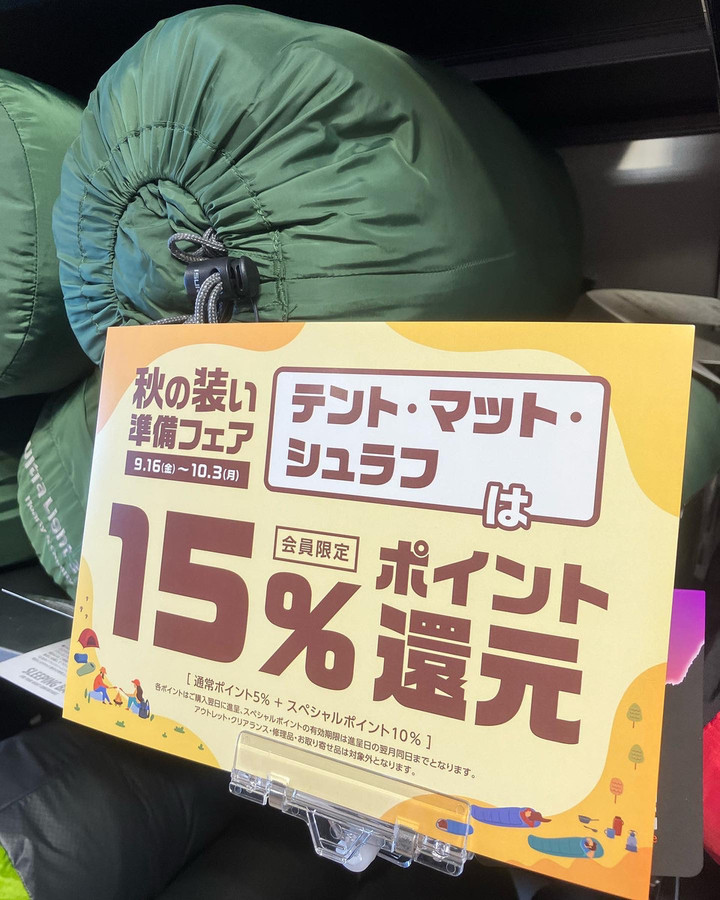 秋の装い
準備フェア
9.16(金)～10.3(月)
テント・マット・
シュラフ
は
15%
会員限定
ポイント
還元
[ 通常ポイント5% + スペシャルポイント10% ]
各ポイントはご購入翌日に進呈、スペシャルポイントの有効期限は進呈日の翌月同日までとなります。
アウトレット・クリアランス・修理品・お取り寄せ品は対象外となります。
Light